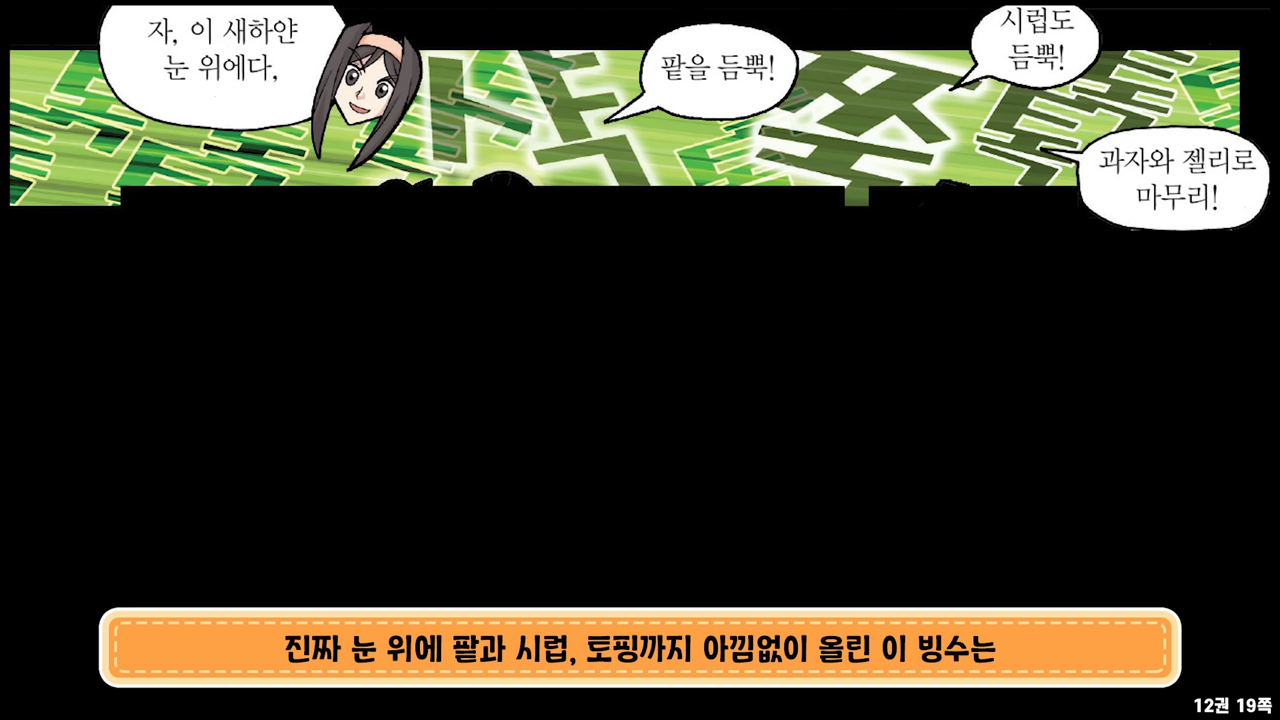 자, 이 새하얀
눈 위에다,
팥을 듬뿍!
시럽도
듬뿍!
과자와 젤리로
마무리!
진짜 눈 위에 팥과 시럽, 토핑까지 아낌없이 올린 이 빙수는
12권 19쪽